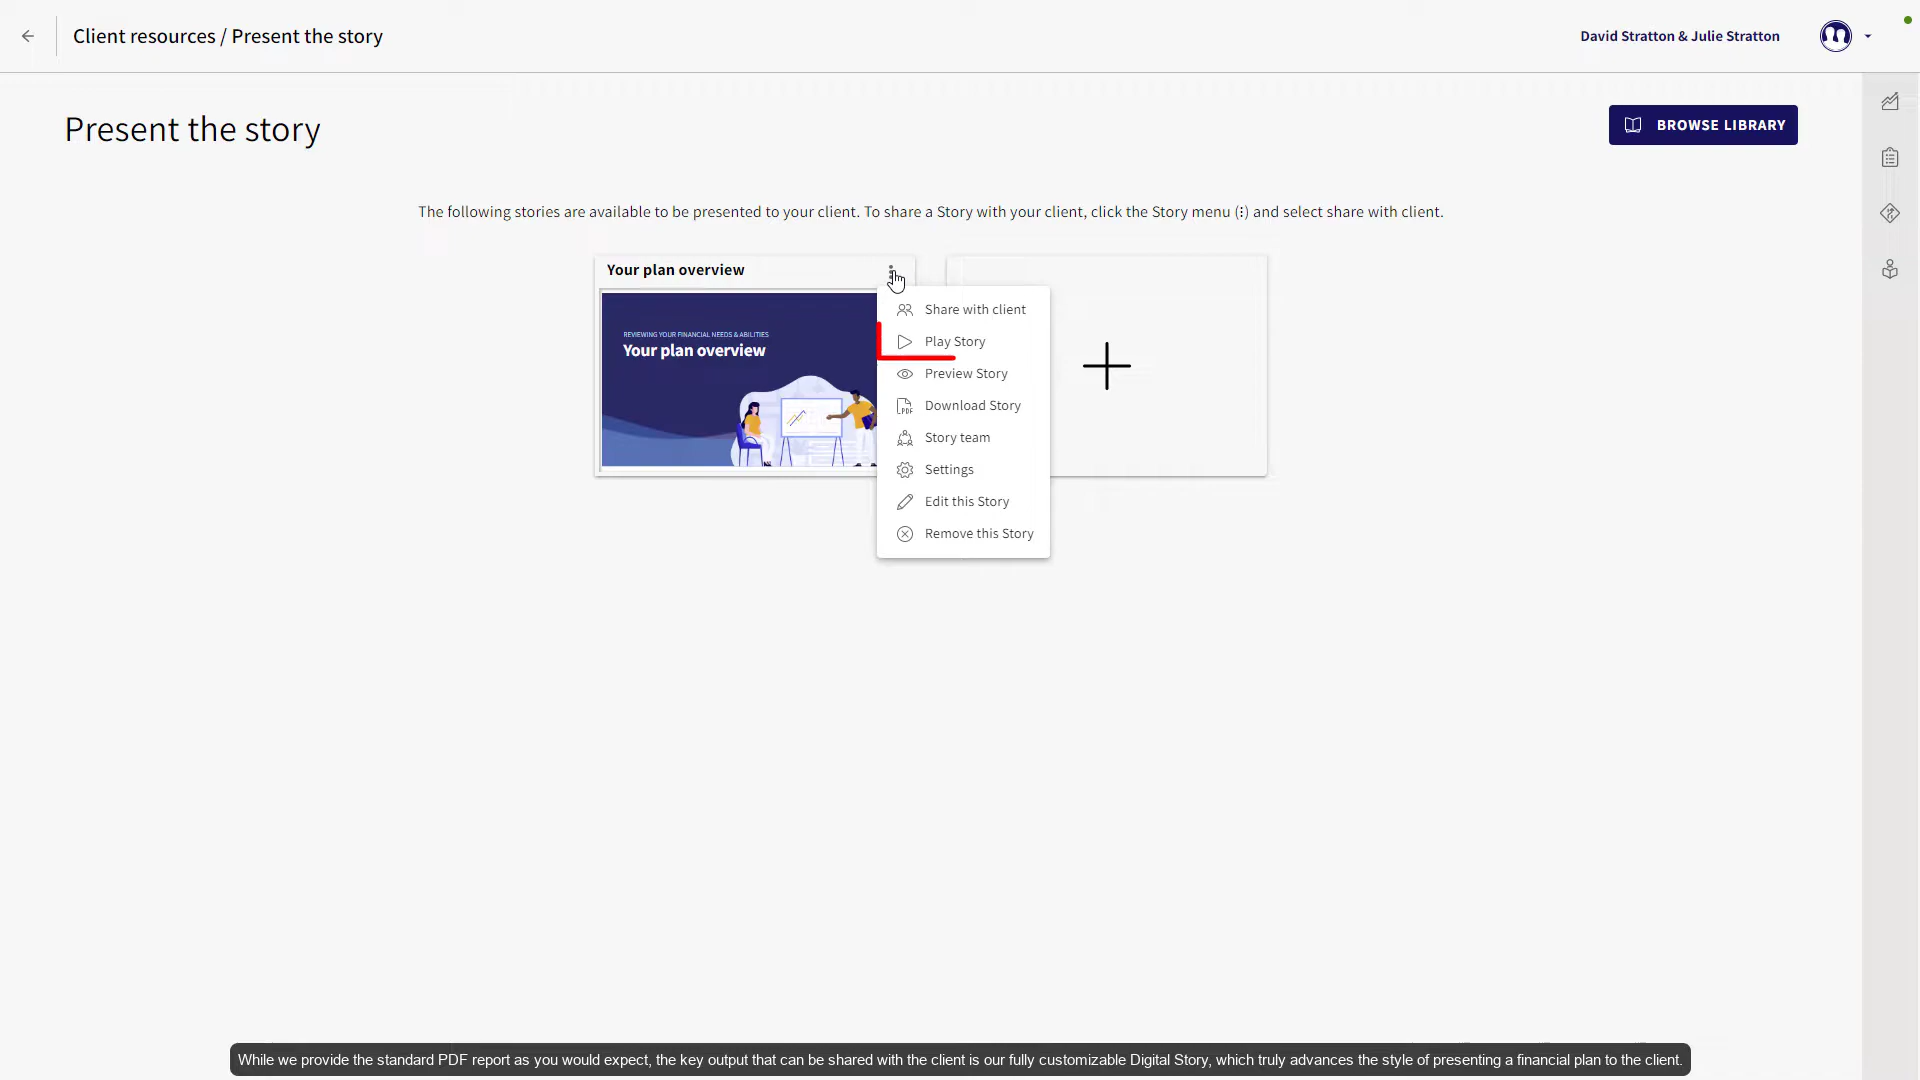 Client resources / Present the story
David Stratton & Julie Stratton
Present the story
BROWSE LIBRARY
The following stories are available to be presented to your client. To share a Story with your client, click the Story menu (⋮) and select share with client.
Your plan overview
REVIEWING YOUR FINANCIAL NEEDS & ABILITIES
Your plan overview
Share with client
Play Story
Preview Story
PDF
Download Story
Story team
Settings
Edit this Story
Remove this Story
While we provide the standard PDF report as you would expect, the key output that can be shared with the client is our fully customizable Digital Story, which truly advances the style of presenting a financial plan to the client.